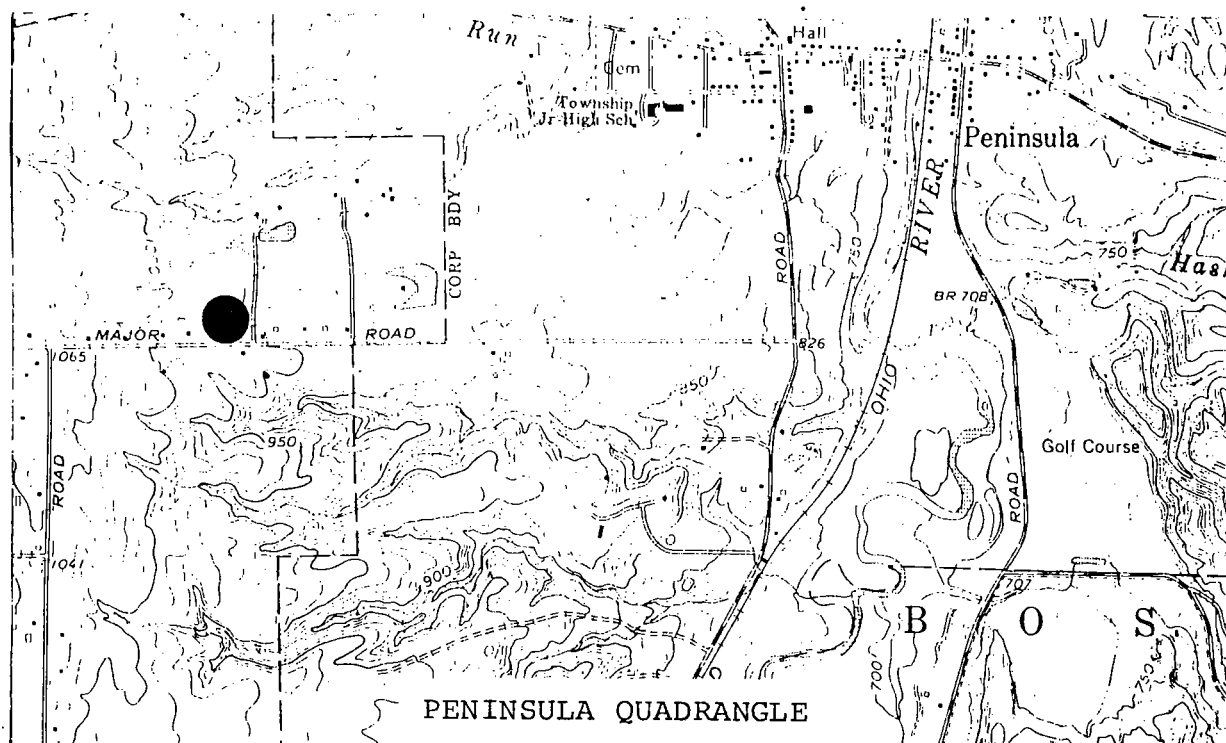 Run
Hall
Cem
Township
Jr High Sch
Peninsula
RIVER
CORP BDY
ROAD
750
750
Has
BR 708
MAJOR
ROAD
1065
826
850
OHIO
950
Golf Course
ROAD
ROAD
1041
900
707
B O S
700
750
PENINSULA QUADRANGLE